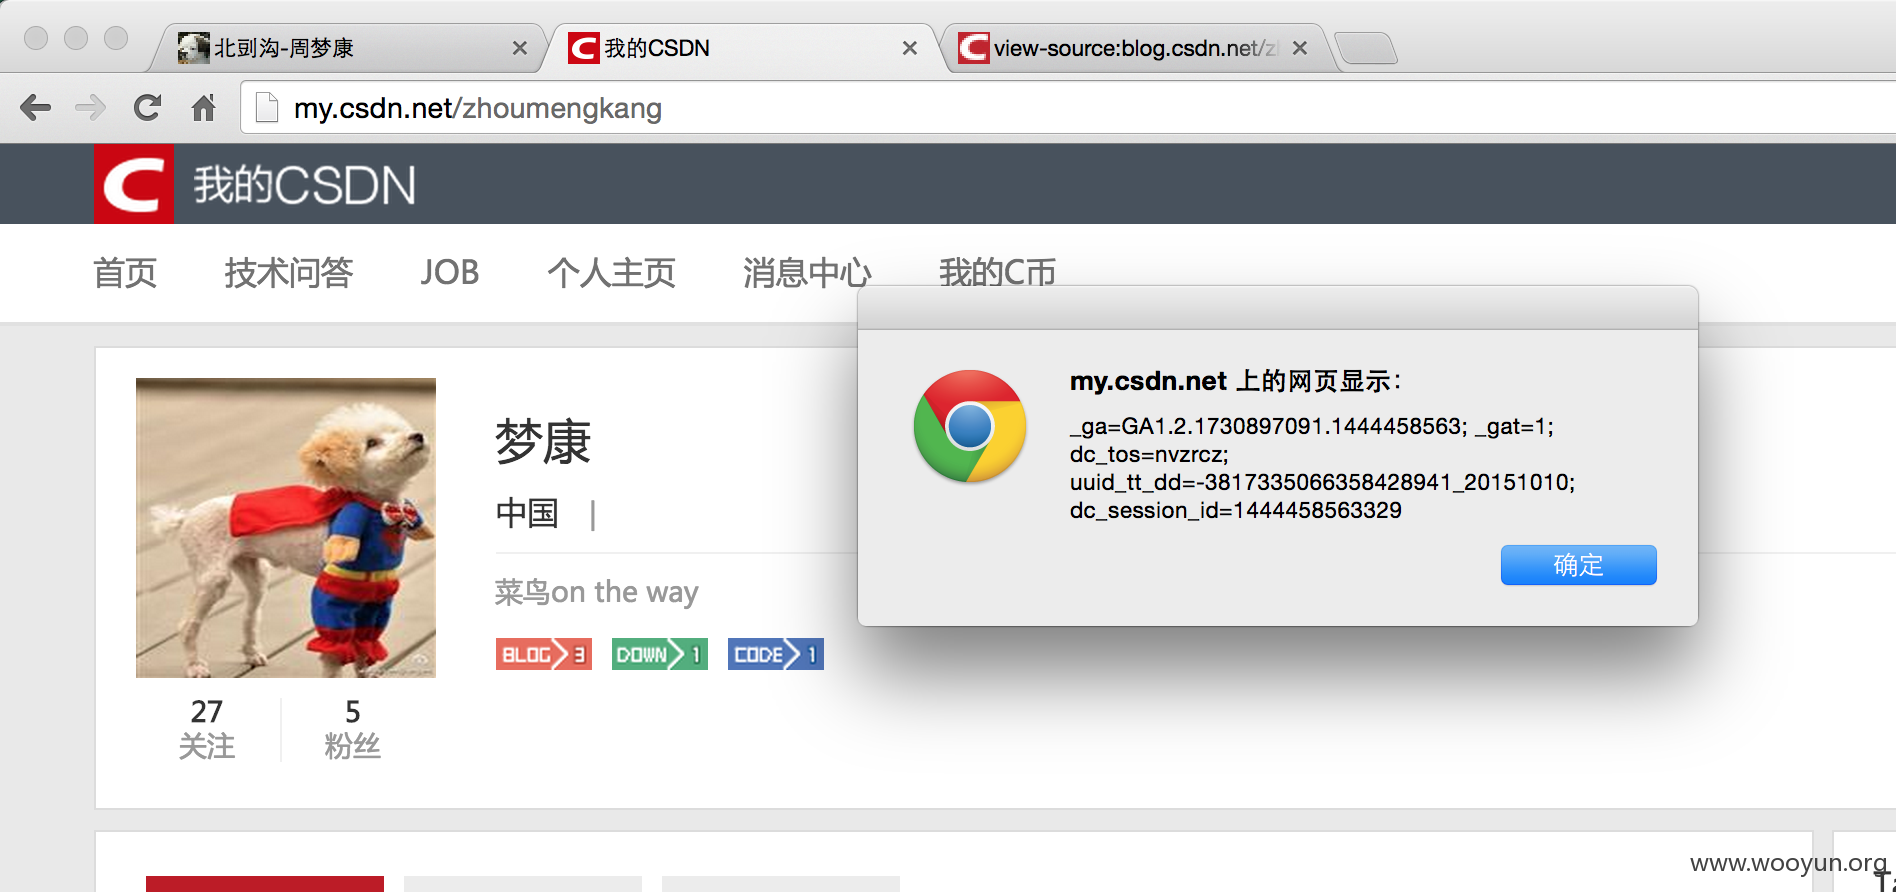 北剅沟-周梦康
我的CSDN
view-source:blog.csdn.net/zh
my.csdn.net/zhoumengkang
我的CSDN
首页 技术问答 JOB 个人主页 消息中心 我的C币
my.csdn.net 上的网页显示：
_ga=GA1.2.1730897091.1444458563; _gat=1;
dc_tos=nvzrcz;
uuid_tt_dd=-3817335066358428941_20151010;
dc_session_id=1444458563329
确定
梦康
中国 |
菜鸟on the way
BLOG 3 DOWN 1 CODE 1
27 5
关注 粉丝
www.wooyun.org